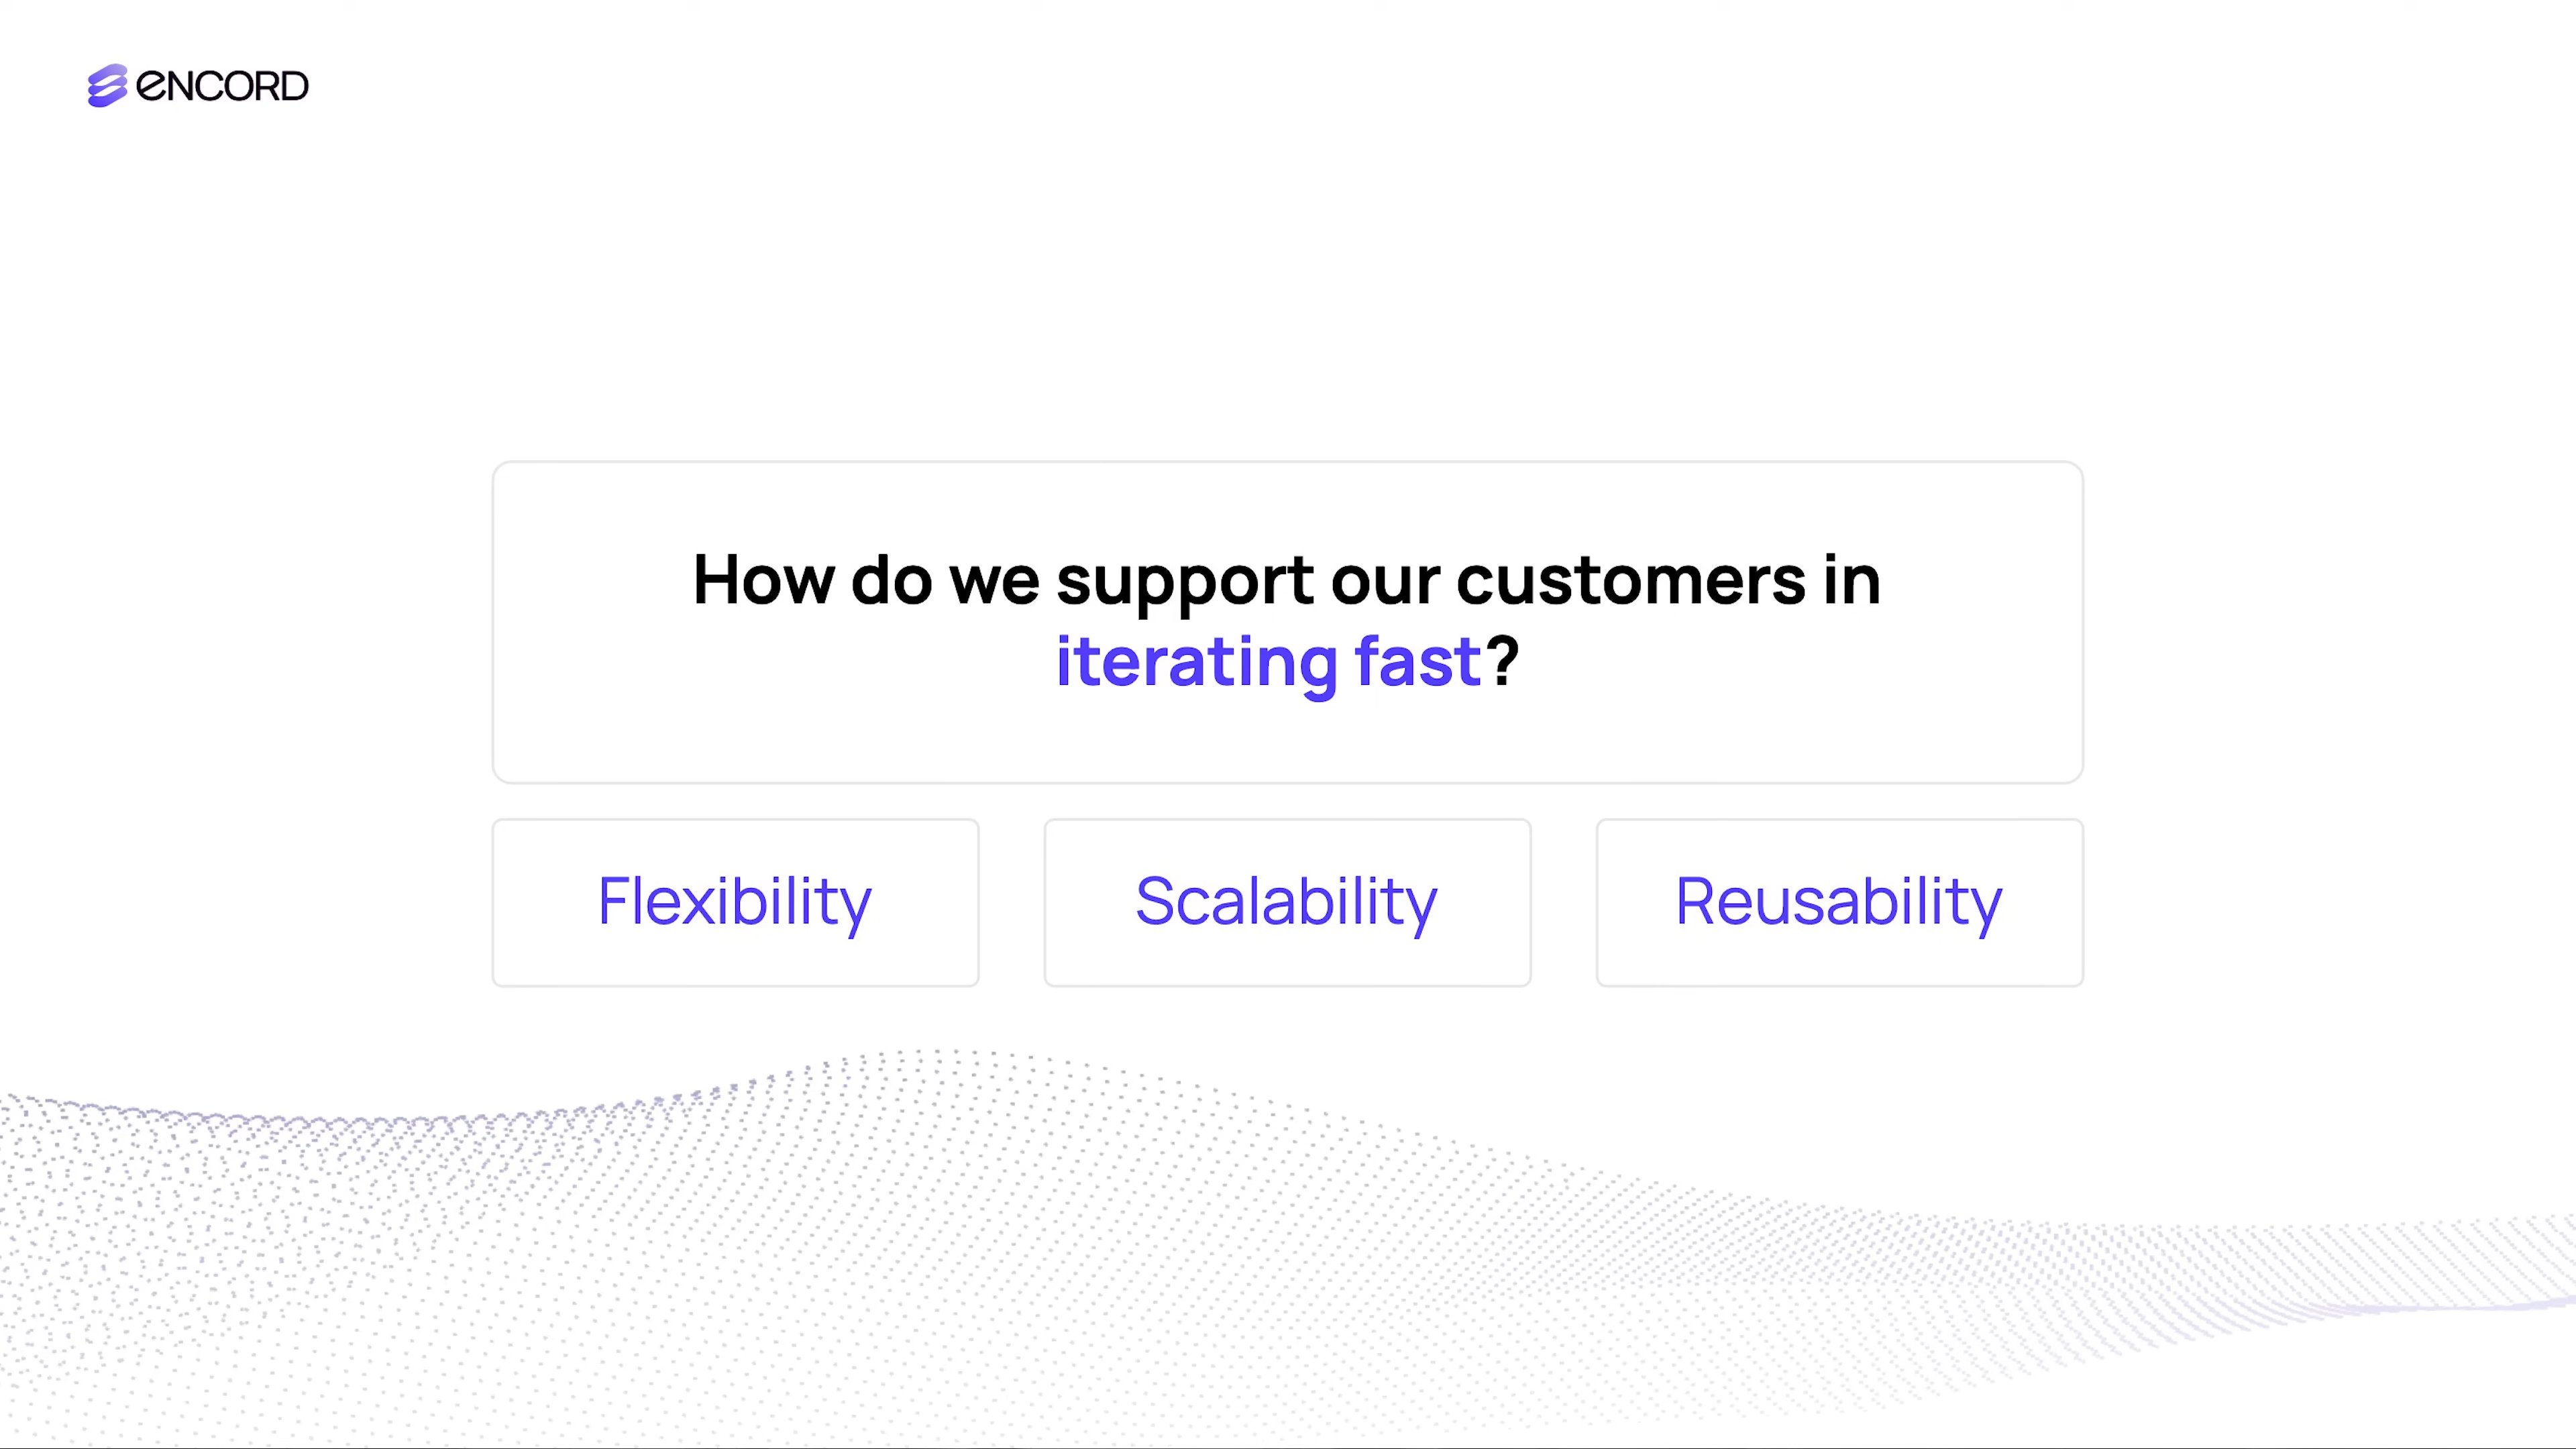 eNCORD
How do we support our customers in
iterating fast?
Flexibility
Scalability
Reusability